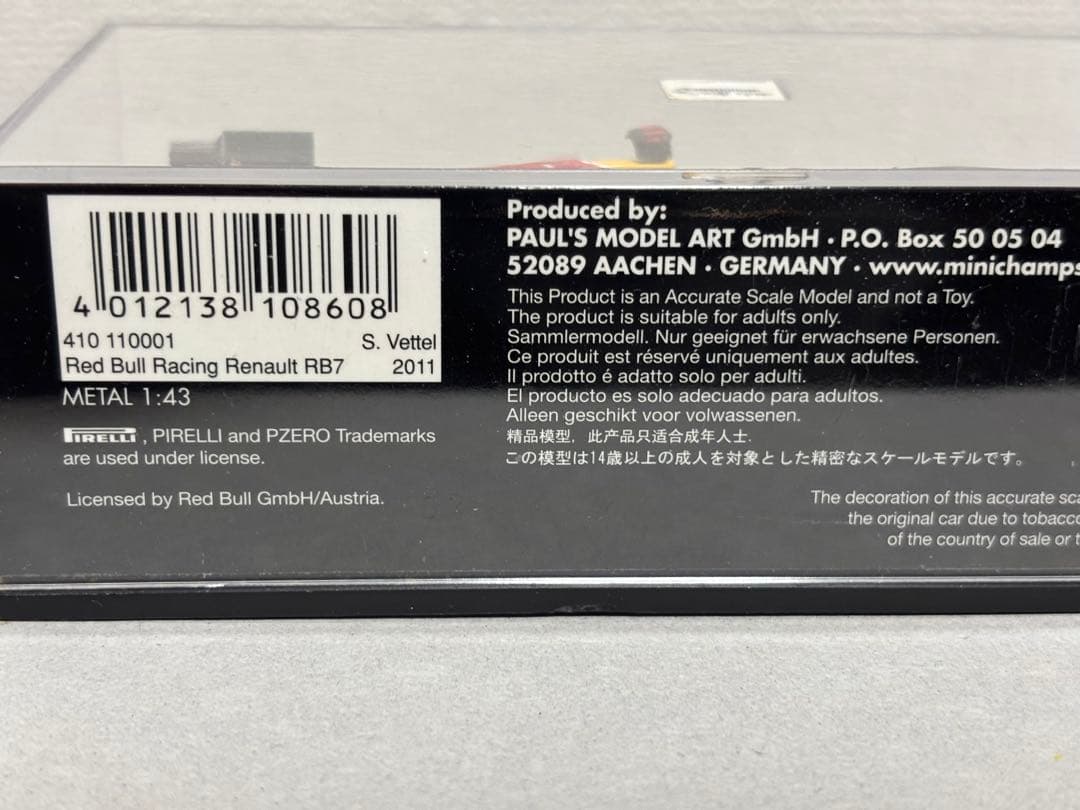 4 012138 108608
410 110001 S. Vettel
Red Bull Racing Renault RB7 2011
METAL 1:43
PIRELLI , PIRELLI and PZERO Trademarks
are used under license.
Licensed by Red Bull GmbH/Austria.
Produced by:
PAUL'S MODEL ART GmbH · P.O. Box 50 05 04
52089 AACHEN · GERMANY · www.minichamps
This Product is an Accurate Scale Model and not a Toy.
The product is suitable for adults only.
Sammlermodell. Nur geeignet für erwachsene Personen.
Ce produit est réservé uniquement aux adultes.
Il prodotto é adatto solo per adulti.
El producto es solo adecuado para adultos.
Alleen geschikt voor volwassenen.
精品模型，此产品只适合成年人士.
この模型は14歳以上の成人を対象とした精密なスケールモデルです。
The decoration of this accurate sca
the original car due to tobacco
of the country of sale or t